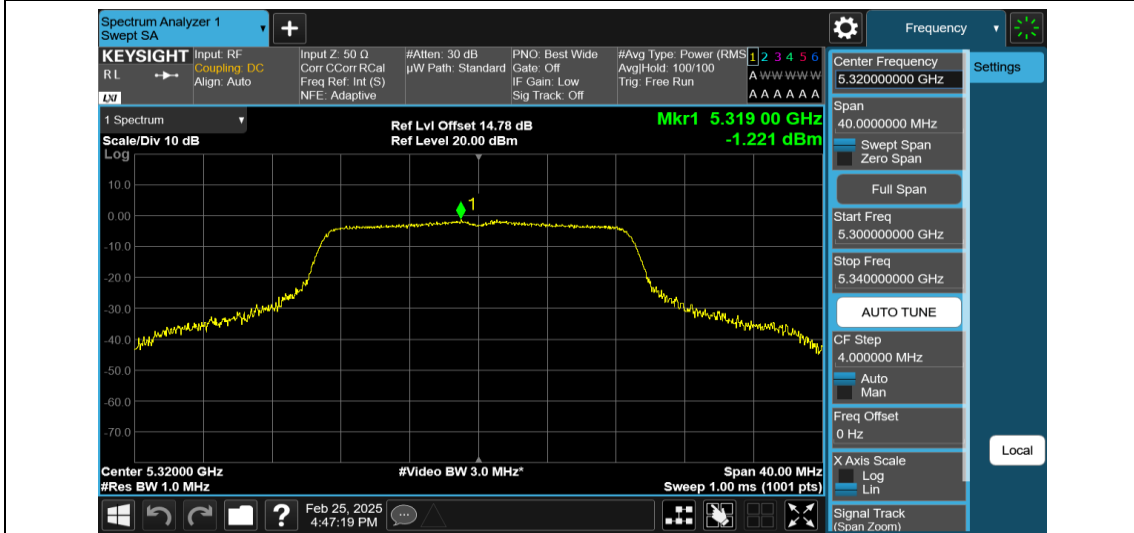 Spectrum Analyzer 1
Swept SA
Frequency
KEYSIGHT
R L
LXI
Input: RF
Coupling: DC
Align: Auto
Input Z: 50 Ω
Corr CCorr RCal
Freq Ref: Int (S)
NFE: Adaptive
#Atten: 30 dB
µW Path: Standard
PNO: Best Wide
Gate: Off
IF Gain: Low
Sig Track: Off
#Avg Type: Power (RMS
Avg|Hold: 100/100
Trig: Free Run
1 2 3 4 5 6
A W W W W W
A A A A A A
1 Spectrum
Scale/Div 10 dB
Log
Ref Lvl Offset 14.78 dB
Ref Level 20.00 dBm
Mkr1 5.319 00 GHz
-1.221 dBm
1
10.0
0.00
-10.0
-20.0
-30.0
-40.0
-50.0
-60.0
-70.0
Center 5.32000 GHz
#Res BW 1.0 MHz
#Video BW 3.0 MHz*
Span 40.00 MHz
Sweep 1.00 ms (1001 pts)
Feb 25, 2025
4:47:19 PM
Center Frequency
5.320000000 GHz
Span
40.0000000 MHz
Swept Span
Zero Span
Full Span
Start Freq
5.300000000 GHz
Stop Freq
5.340000000 GHz
AUTO TUNE
CF Step
4.000000 MHz
Auto
Man
Freq Offset
0 Hz
X Axis Scale
Log
Lin
Signal Track
(Span Zoom)
Settings
Local